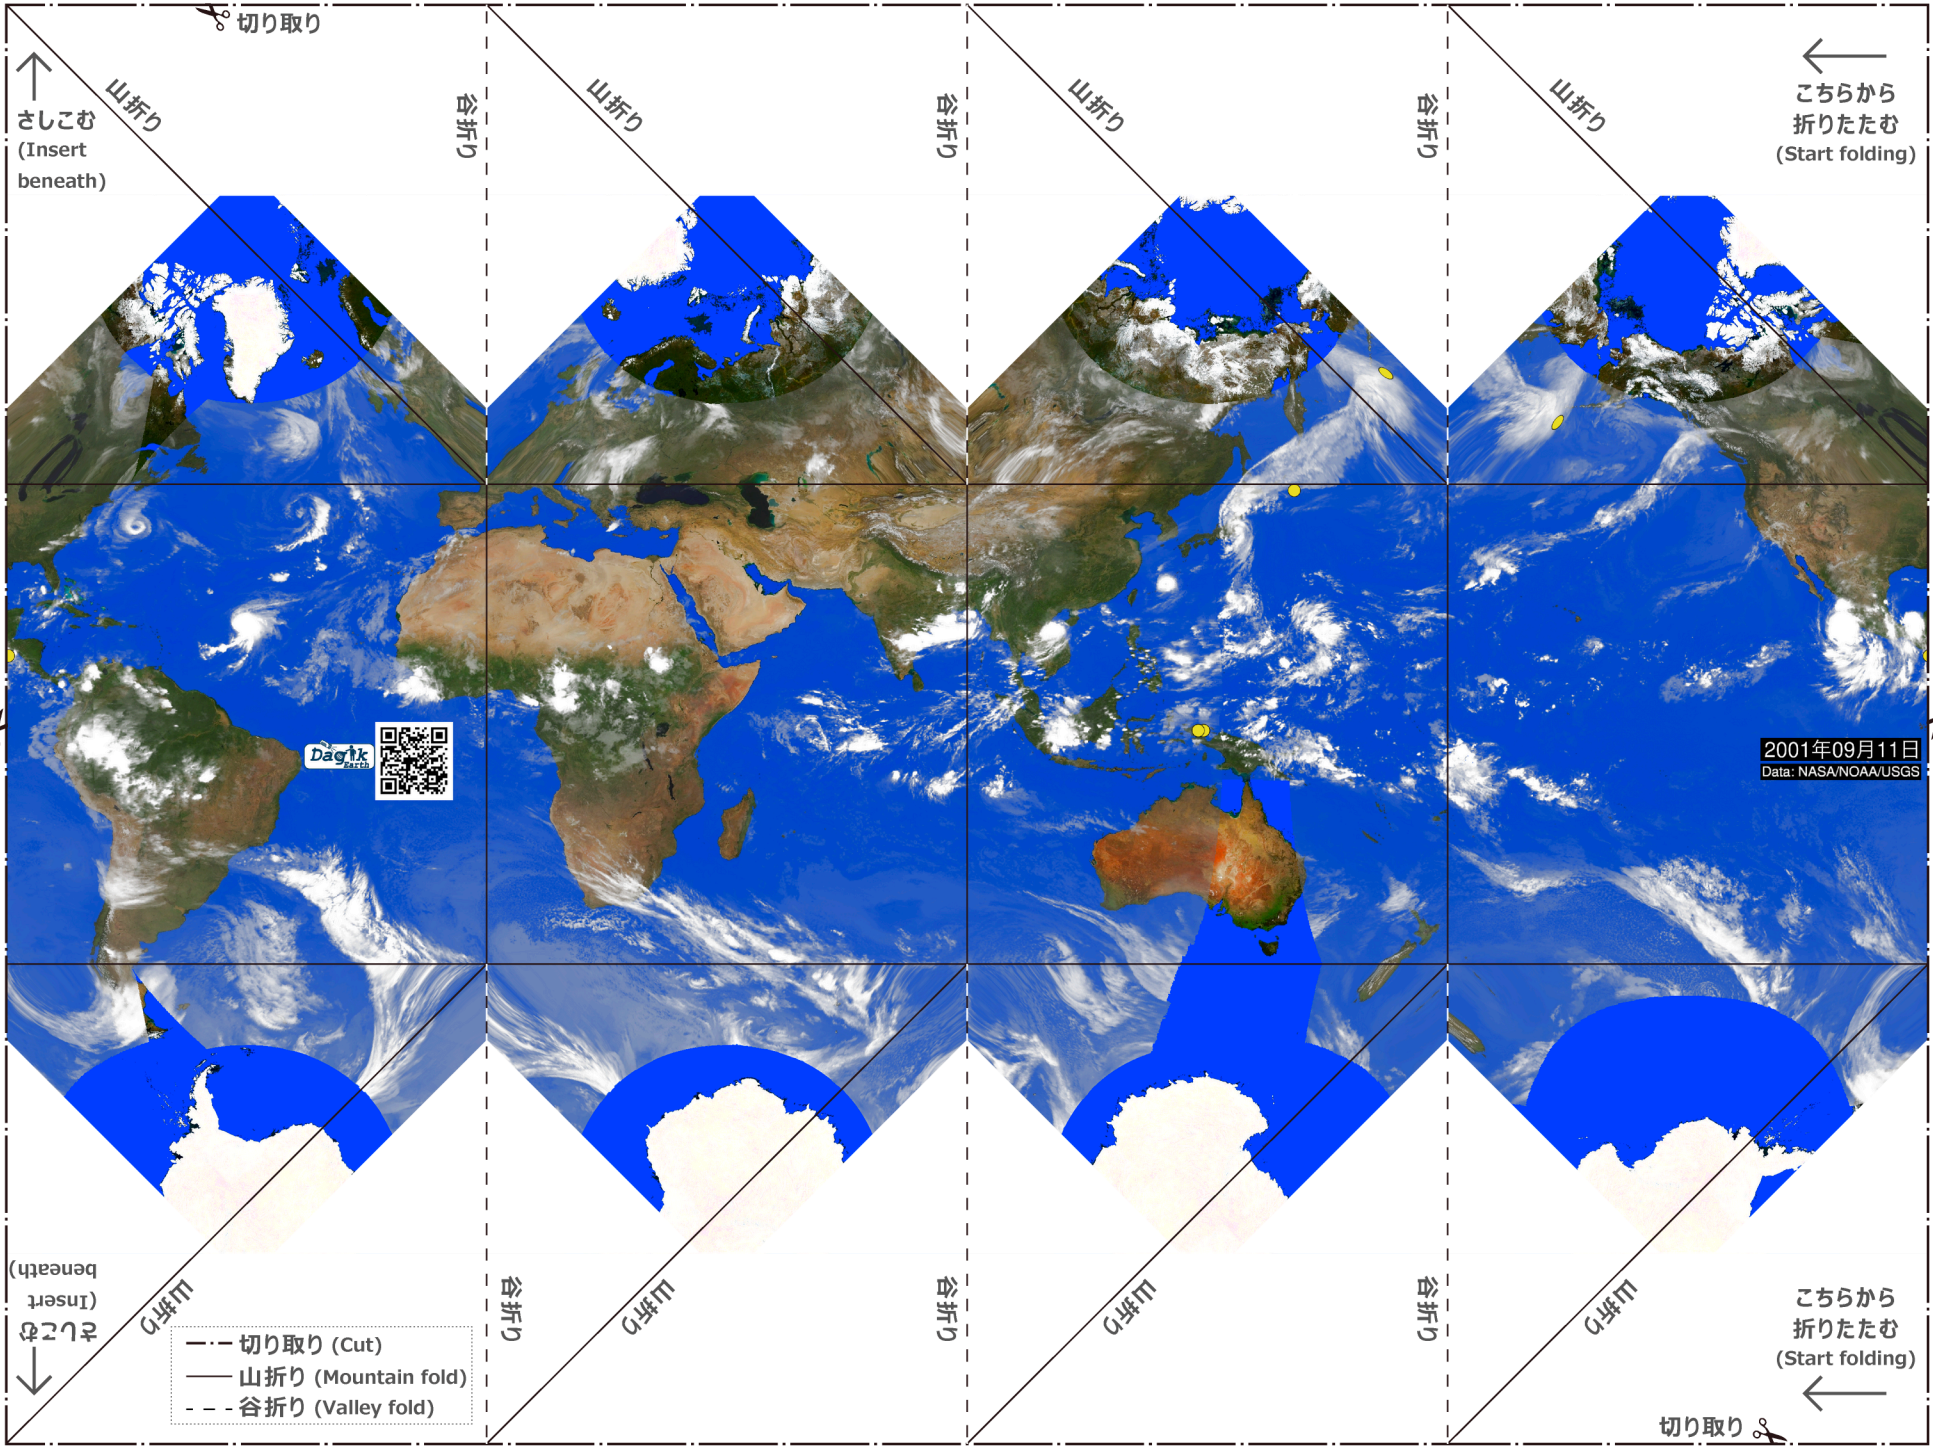 切り取り
さしこむ
(Insert
beneath)
山折り
谷折り
山折り
谷折り
山折り
谷折り
山折り
こちらから
折りたたむ
(Start folding)
Dagik
Earth
2001年09月11日
Data: NASA/NOAA/USGS
さしこむ
(Insert
beneath)
山折り
谷折り
山折り
谷折り
山折り
谷折り
山折り
こちらから
折りたたむ
(Start folding)
切り取り (Cut)
山折り (Mountain fold)
谷折り (Valley fold)
切り取り